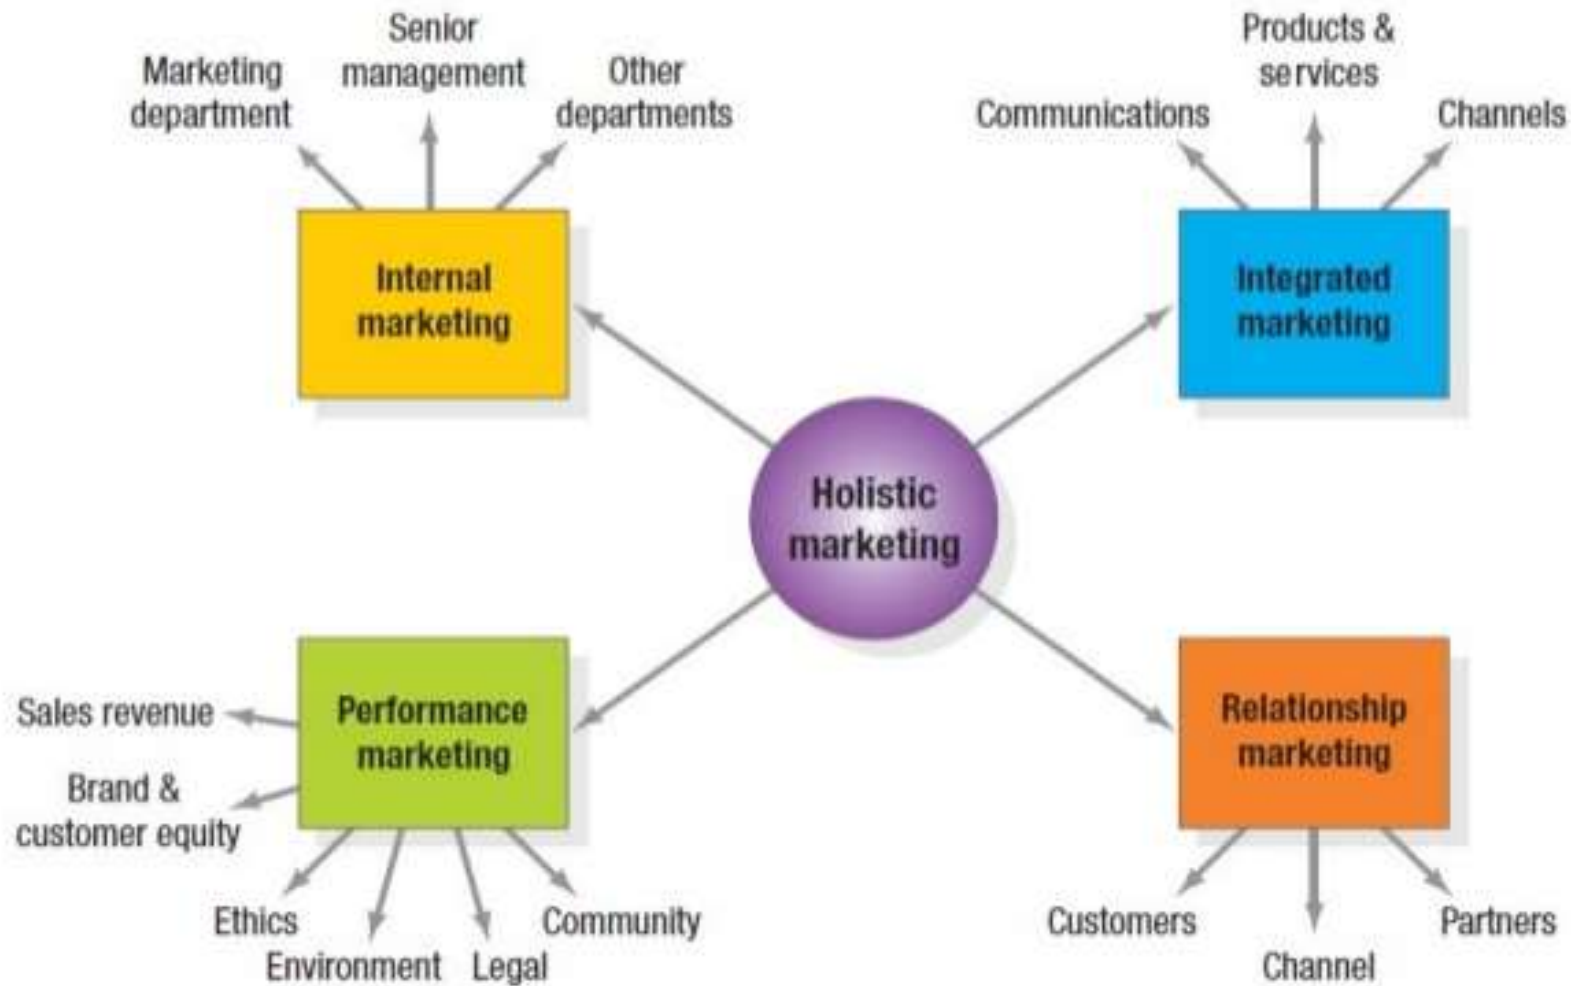 Senior
management
Marketing
department
Other
departments
Products &
services
Communications
Channels
Internal
marketing
Integrated
marketing
Holistic
marketing
Performance
marketing
Relationship
marketing
Sales revenue
Brand &
customer equity
Ethics
Environment
Legal
Community
Customers
Channel
Partners